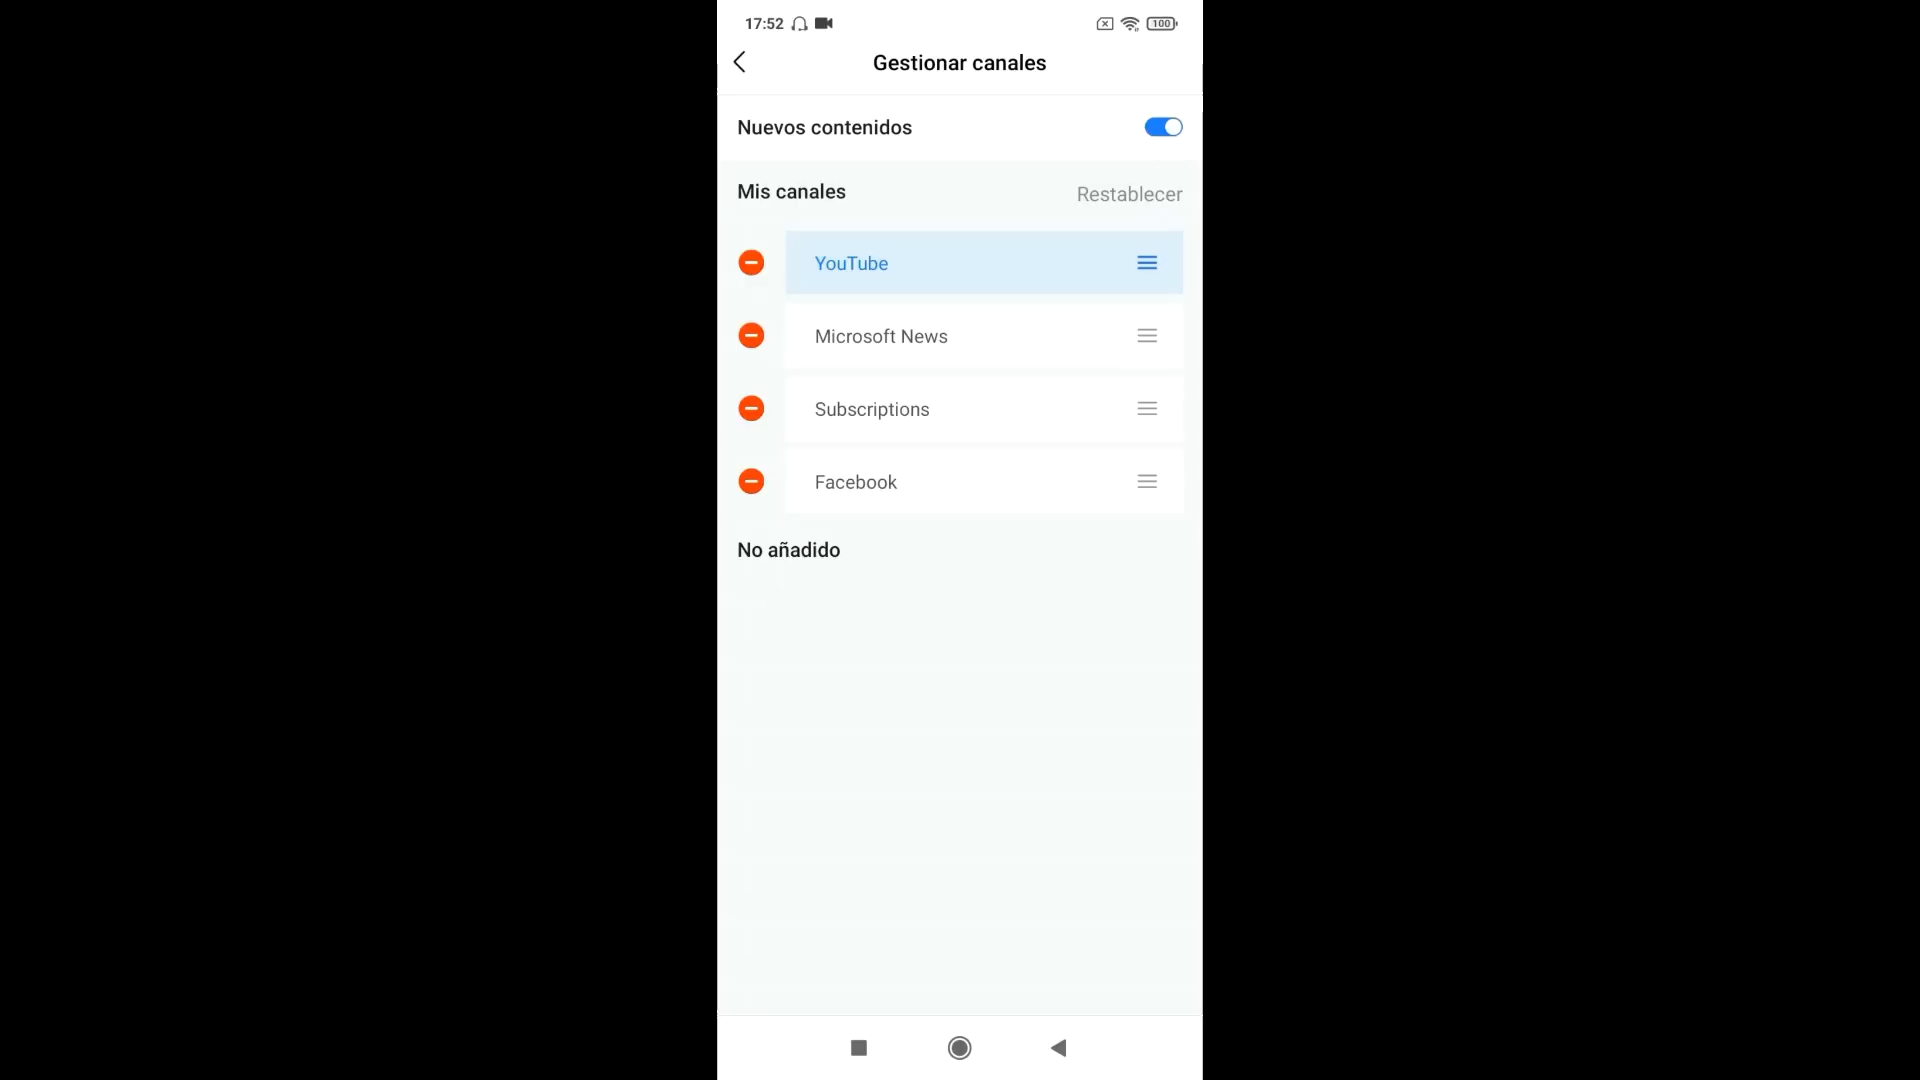 17:52
100
Gestionar canales
Nuevos contenidos
Mis canales
Restablecer
YouTube
Microsoft News
Subscriptions
Facebook
No añadido